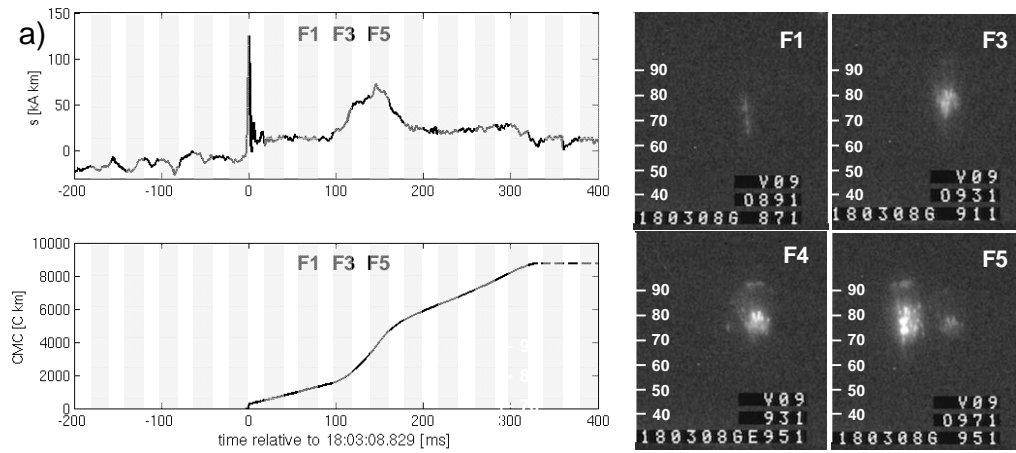 a)
s [kA km]
150
100
50
0
F1 F3 F5
-200 -100 0 100 200 300 400
CMC [C km]
10000
8000
6000
4000
2000
0
F1 F3 F5
-200 -100 0 100 200 300 400
time relative to 18:03:08.829 [ms]
F1
90
80
70
60
50
40
V09
0891
1803086 871
F3
90
80
70
60
50
40
V09
0931
1803086 911
F4
90
80
70
60
50
40
V09
931
1803086E951
F5
90
80
70
60
50
40
V09
0971
1803086 951